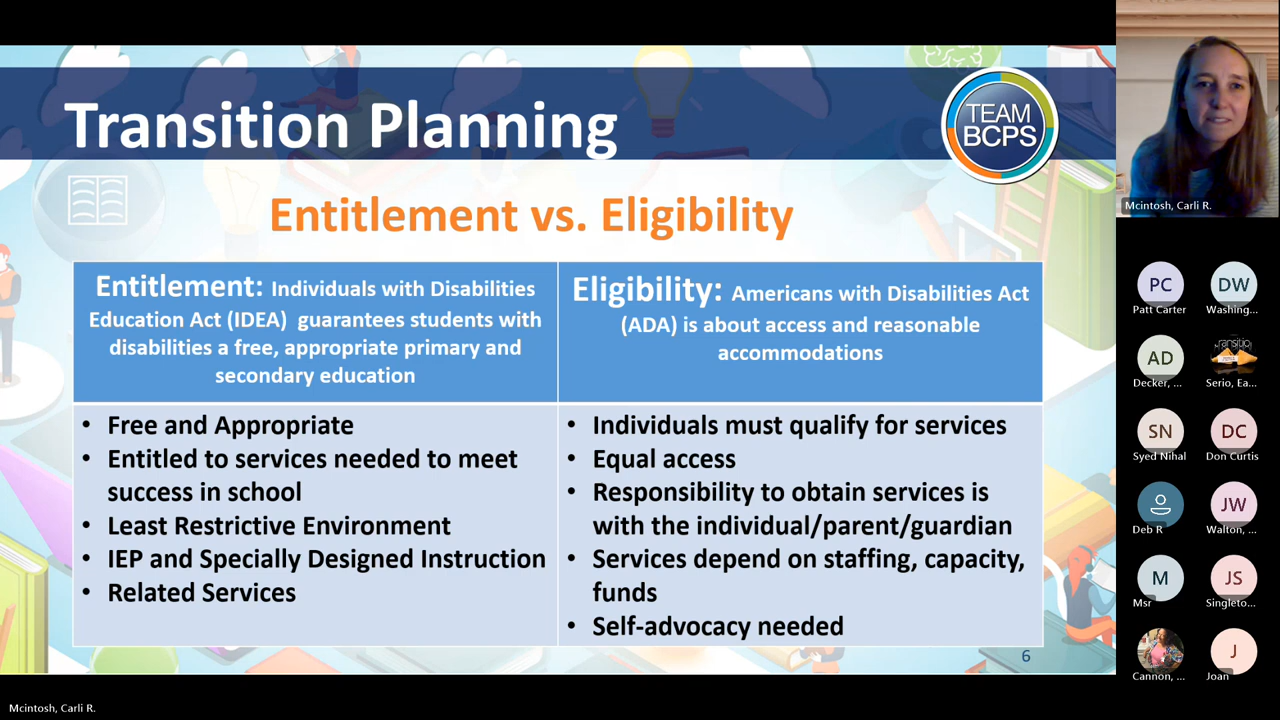 Transition Planning
TEAM
BCPS
Entitlement vs. Eligibility
Entitlement: Individuals with Disabilities
Education Act (IDEA) guarantees students with
disabilities a free, appropriate primary and
secondary education
Eligibility: Americans with Disabilities Act
(ADA) is about access and reasonable
accommodations
• Free and Appropriate
• Entitled to services needed to meet
success in school
• Least Restrictive Environment
• IEP and Specially Designed Instruction
• Related Services
• Individuals must qualify for services
• Equal access
• Responsibility to obtain services is
with the individual/parent/guardian
• Services depend on staffing, capacity,
funds
• Self-advocacy needed
6
Mcintosh, Carli R.
PC
Patt Carter
DW
Washing...
AD
Decker, ...
Transition
Serio, Ea...
SN
Syed Nihal
DC
Don Curtis
Deb R
JW
Walton, ...
M
Msr
JS
Singleto...
Cannon, ...
J
Joan
Mcintosh, Carli R.